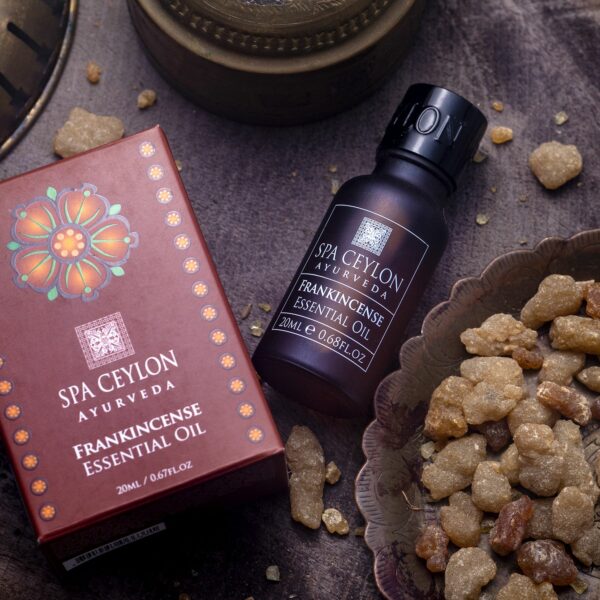 SPA CEYLON
AYURVEDA
FRANKINCENSE
ESSENTIAL OIL
20ML / 0.67FL.OZ
SPA CEYLON
AYURVEDA
FRANKINCENSE
ESSENTIAL OIL
20ML e 0.68FL.OZ